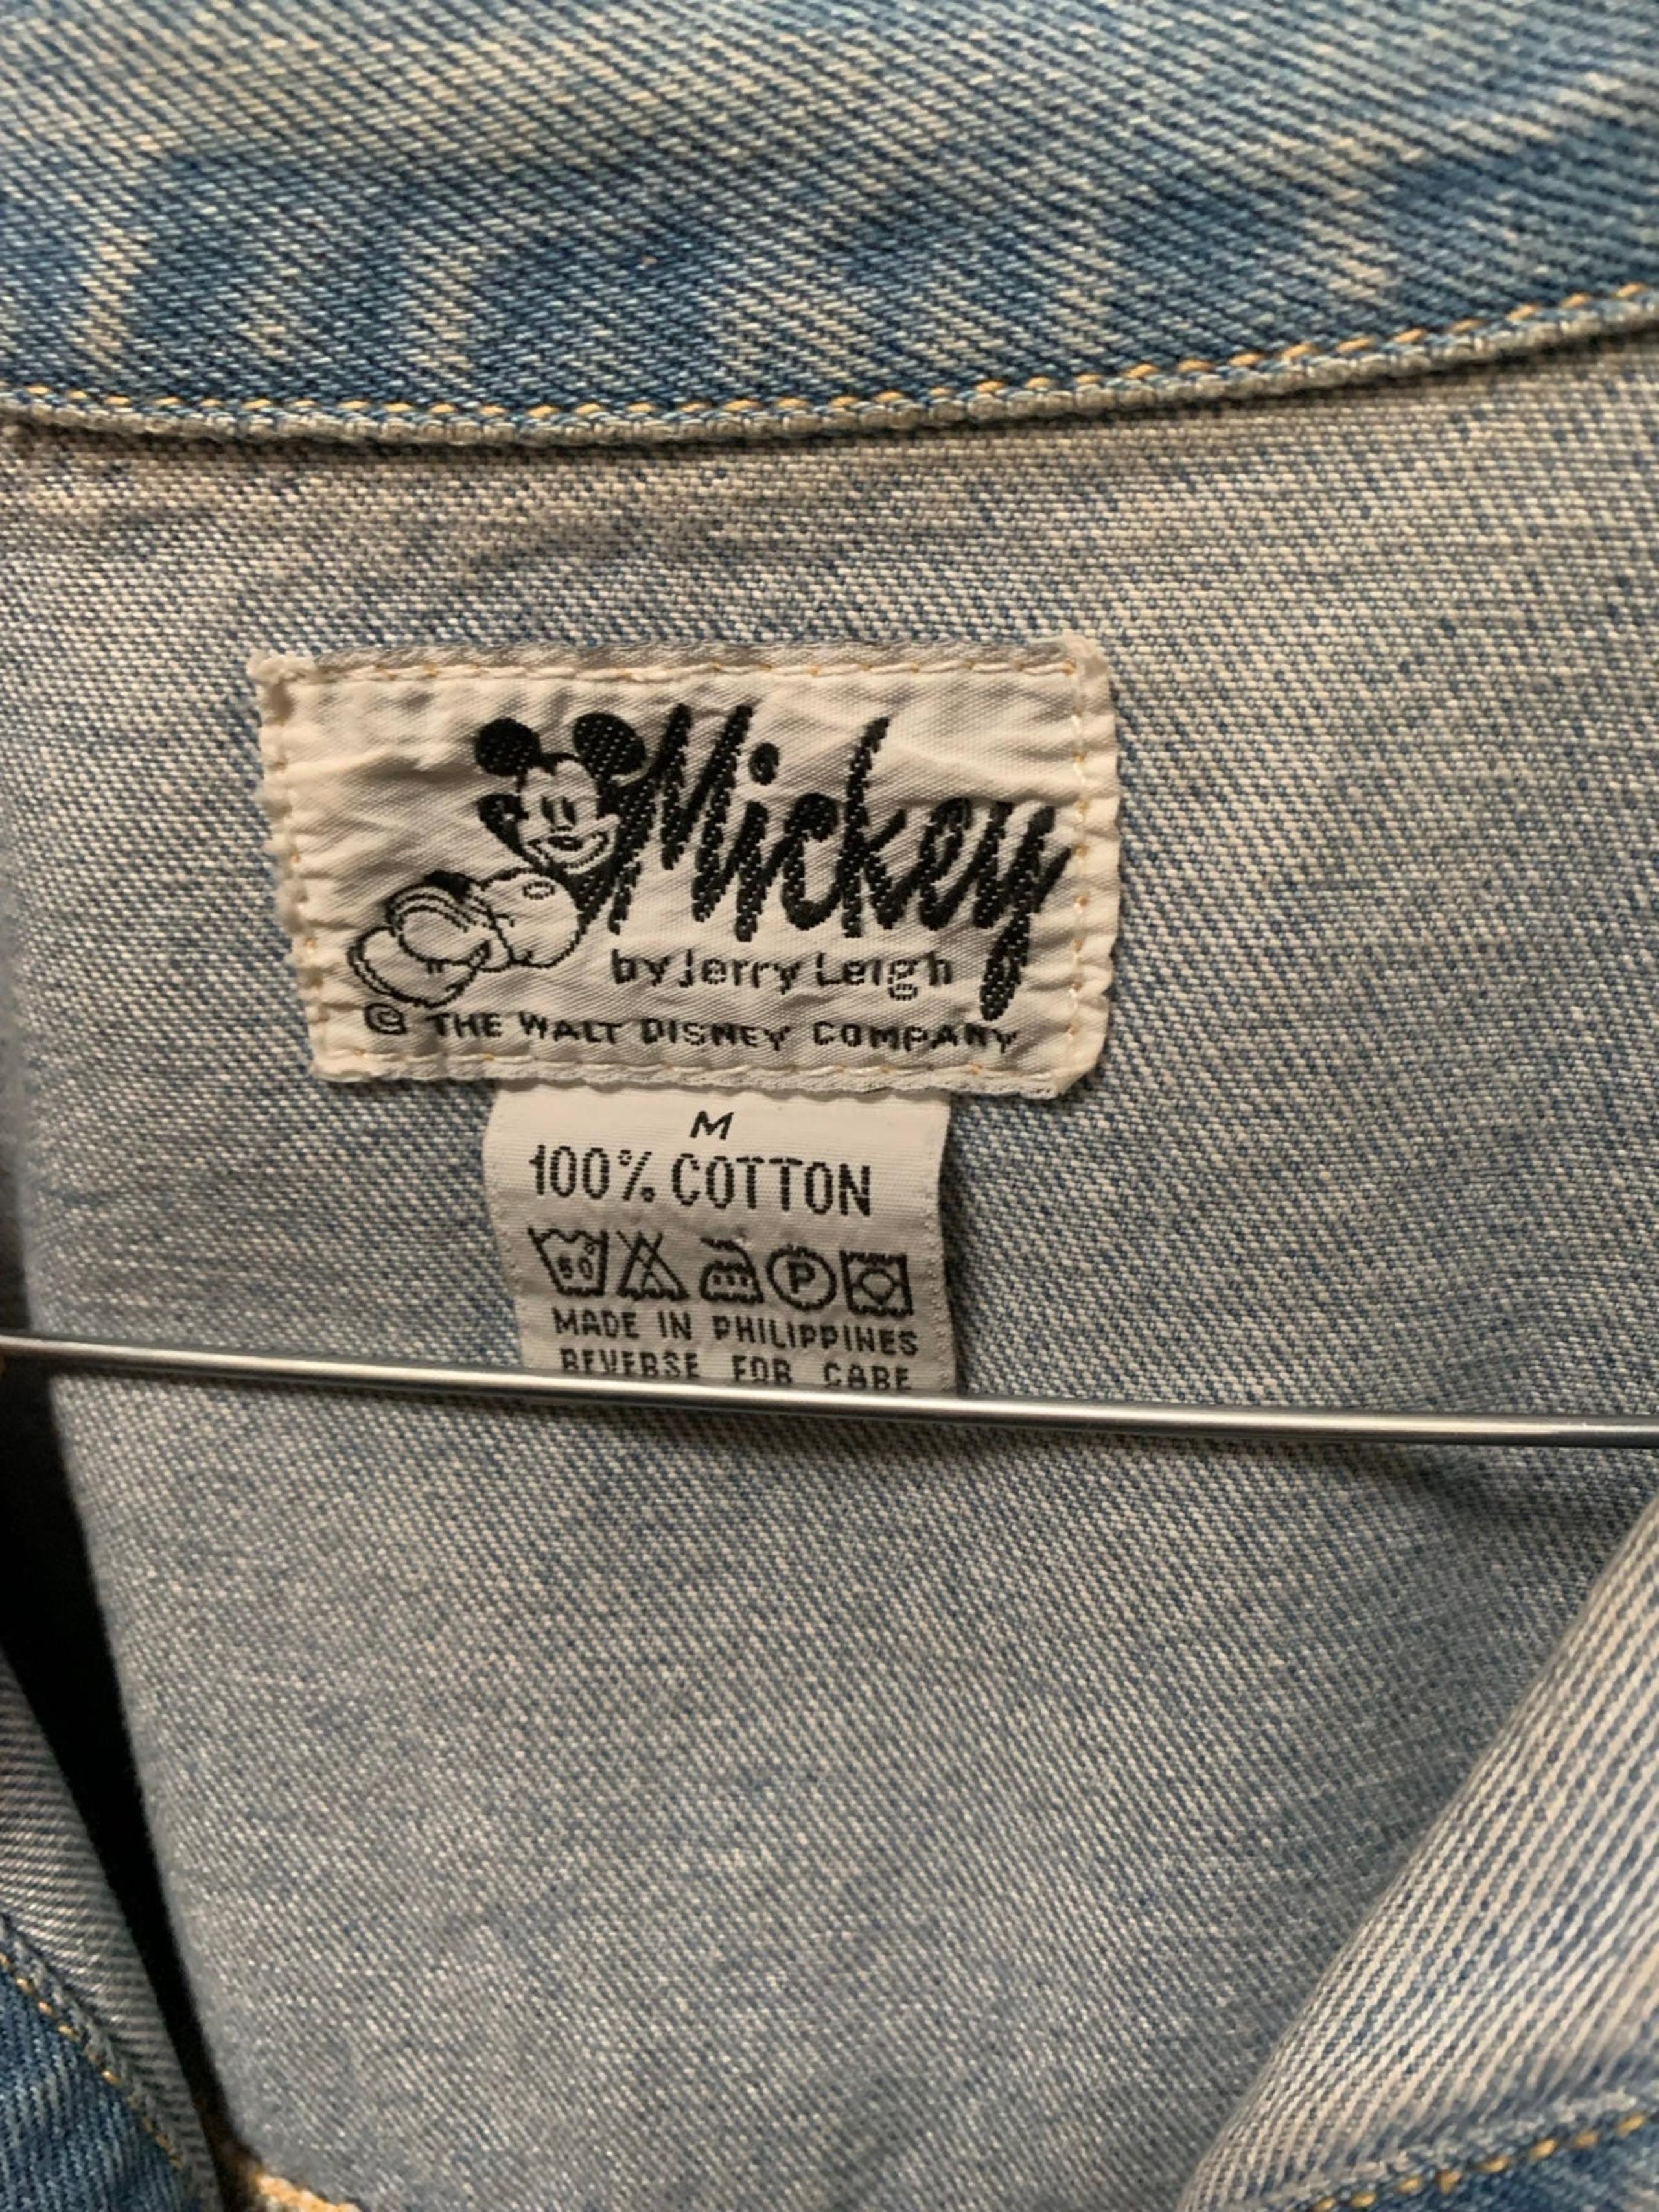 Mickey
by Jerry Leigh
© THE WALT DISNEY COMPANY
M
100% COTTON
60° P
MADE IN PHILIPPINES
REVERSE FOR CARE